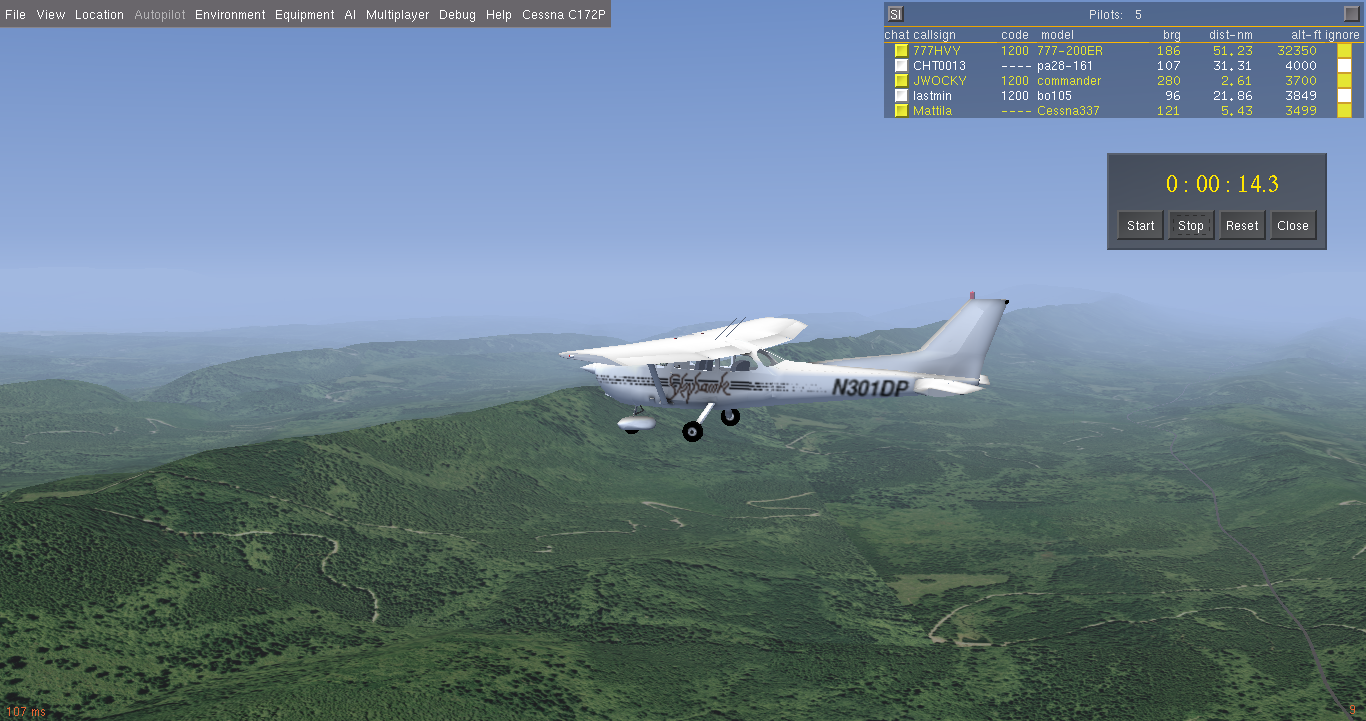 File View Location Autopilot Environment Equipment AI Multiplayer Debug Help Cessna C172P
SI Pilots: 5
chat callsign code model brg dist-nm alt-ft ignore
777HVY 1200 777-200ER 186 51.23 32350
CHT0013 ---- pa28-161 107 31.31 4000
JWOCKY 1200 commander 280 2.61 3700
lastmin 1200 bo105 96 21.86 3849
Mattila ---- Cessna337 121 5.43 3499
0 : 00 : 14.3
Start Stop Reset Close
Skyhawk
N301DP
107 ms
9